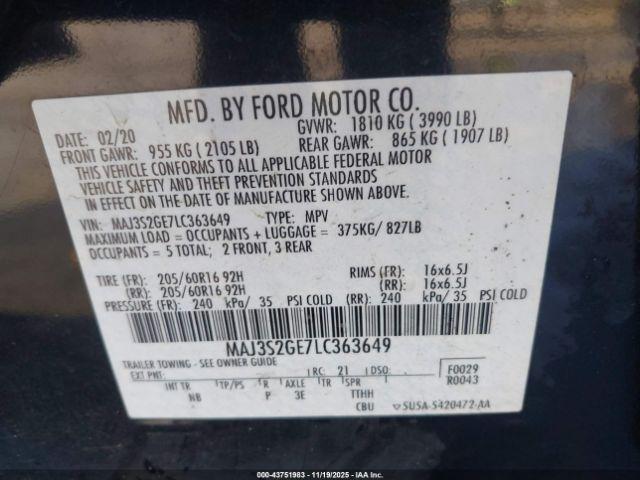 MFD. BY FORD MOTOR CO.
DATE: 02/20 GVWR: 1810 KG ( 3990 LB)
FRONT GAWR: 955 KG ( 2105 LB) REAR GAWR: 865 KG ( 1907 LB)
THIS VEHICLE CONFORMS TO ALL APPLICABLE FEDERAL MOTOR
VEHICLE SAFETY AND THEFT PREVENTION STANDARDS
IN EFFECT ON THE DATE OF MANUFACTURE SHOWN ABOVE.
VIN: MAJ3S2GE7LC363649 TYPE: MPV
MAXIMUM LOAD = OCCUPANTS + LUGGAGE = 375KG/ 827LB
OCCUPANTS = 5 TOTAL; 2 FRONT, 3 REAR
TIRE (FR): 205/60R16 92H RIMS (FR): 16x6.5J
(RR): 205/60R16 92H (RR): 16x6.5J
PRESSURE (FR): 240 kPa/ 35 PSI COLD (RR): 240 kPa/ 35 PSI COLD
MAJ3S2GE7LC363649
TRAILER TOWING - SEE OWNER GUIDE
EXT PNT: RC: 21 DSO: F0029
R0043
INT TR TP/PS R AXLE TR SPR
NB P 3E TTHH
CBU SU5A-5420472-AA
000-43751983 - 11/19/2025 - IAA Inc.